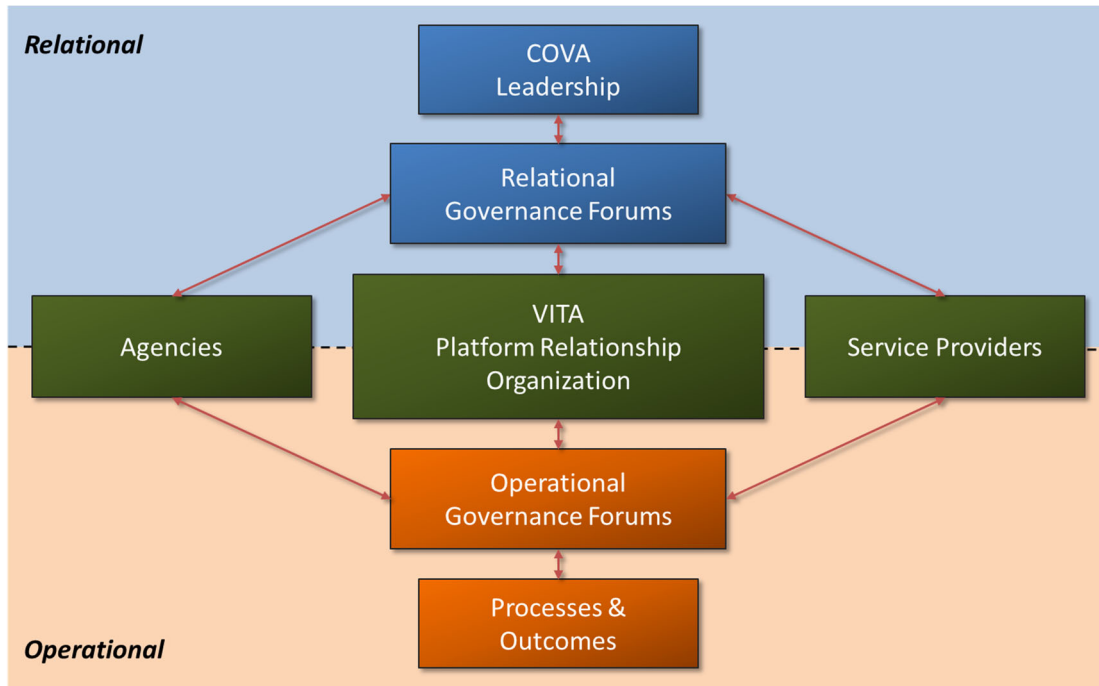 Relational
COVA
Leadership
Relational
Governance Forums
Agencies
VITA
Platform Relationship
Organization
Service Providers
Operational
Governance Forums
Processes &
Outcomes
Operational